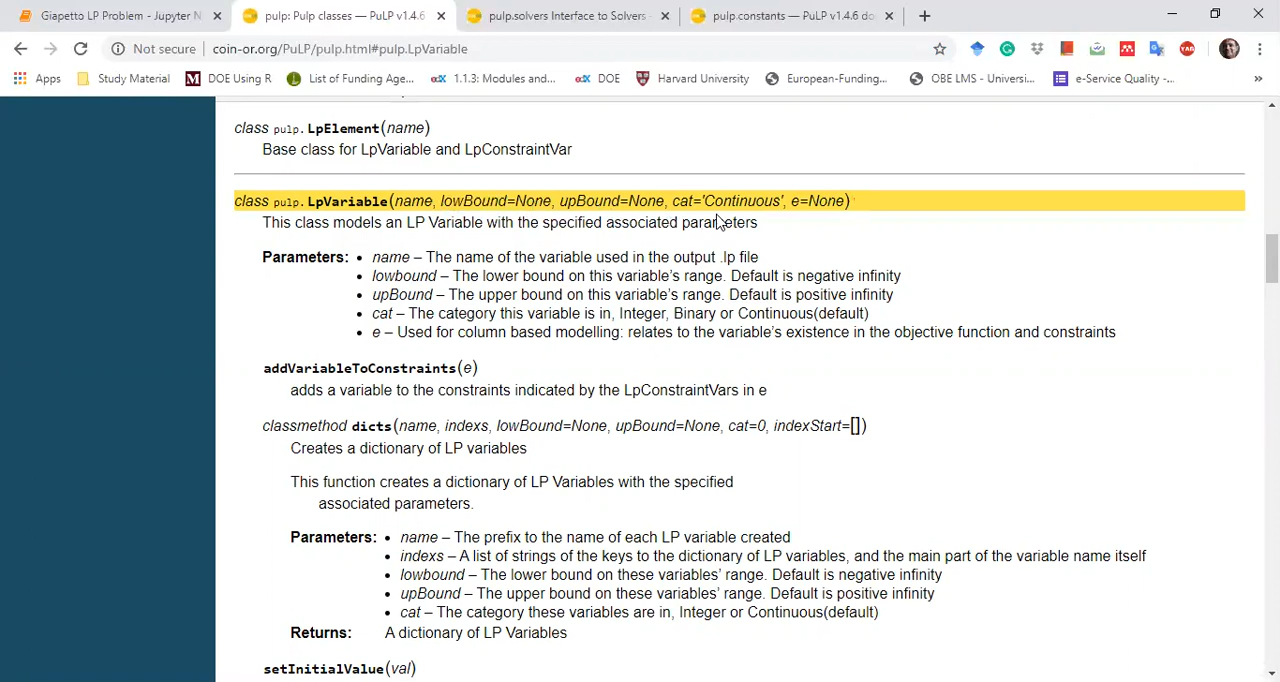 Giapetto LP Problem - Jupyter N
pulp: Pulp classes — PuLP v1.4.6
pulp.solvers Interface to Solvers
pulp.constants — PuLP v1.4.6 do
Not secure | coin-or.org/PuLP/pulp.html#pulp.LpVariable
YAB
Apps Study Material DOE Using R List of Funding Age... 1.1.3: Modules and... DOE Harvard University European-Funding... OBE LMS - Universi... e-Service Quality -... »
class pulp.LpElement(name)
Base class for LpVariable and LpConstraintVar
class pulp.LpVariable(name, lowBound=None, upBound=None, cat='Continuous', e=None)
This class models an LP Variable with the specified associated parameters
Parameters: • name – The name of the variable used in the output .lp file
• lowbound – The lower bound on this variable's range. Default is negative infinity
• upBound – The upper bound on this variable's range. Default is positive infinity
• cat – The category this variable is in, Integer, Binary or Continuous(default)
• e – Used for column based modelling: relates to the variable's existence in the objective function and constraints
addVariableToConstraints(e)
adds a variable to the constraints indicated by the LpConstraintVars in e
classmethod dicts(name, indexs, lowBound=None, upBound=None, cat=0, indexStart=[])
Creates a dictionary of LP variables
This function creates a dictionary of LP Variables with the specified
associated parameters.
Parameters: • name – The prefix to the name of each LP variable created
• indexs – A list of strings of the keys to the dictionary of LP variables, and the main part of the variable name itself
• lowbound – The lower bound on these variables' range. Default is negative infinity
• upBound – The upper bound on these variables' range. Default is positive infinity
• cat – The category these variables are in, Integer or Continuous(default)
Returns: A dictionary of LP Variables
setInitialValue(val)